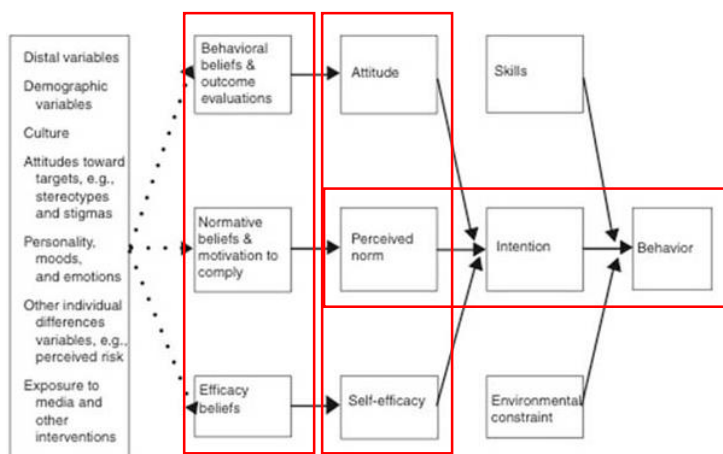 Distal variables
Demographic
variables
Culture
Attitudes toward
targets, e.g.,
stereotypes
and stigmas
Personality,
moods,
and emotions
Other individual
differences
variables, e.g.,
perceived risk
Exposure to
media and
other
interventions
Behavioral
beliefs &
outcome
evaluations
Normative
beliefs &
motivation to
comply
Efficacy
beliefs
Attitude
Perceived
norm
Self-efficacy
Skills
Intention
Environmental
constraint
Behavior